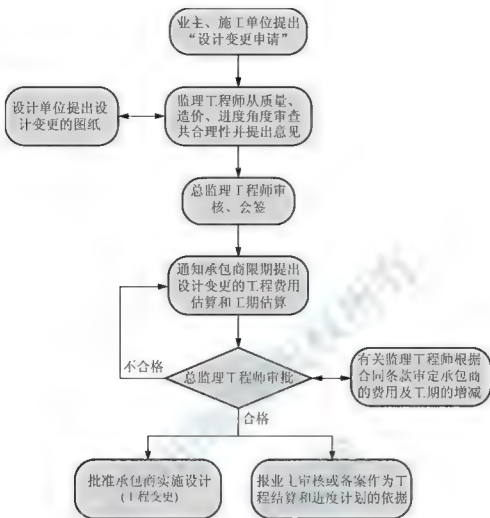 业主、施工单位提出
“设计变更申请”
设计单位提出设
计变更的图纸
监理工程师从质量、
造价、进度角度审查
共合理性并提出意见
总监理工程师审
核、会签
通知承包商限期提出
设计变更的工程费用
估算和工期估算
不合格
总监理工程师审批
有关监理工程师根据
合同条款审定承包商
的费用及工期的增减
合格
批准承包商实施设计
(工程变更)
报业主审核或备案作为工
程结算和进度计划的依据